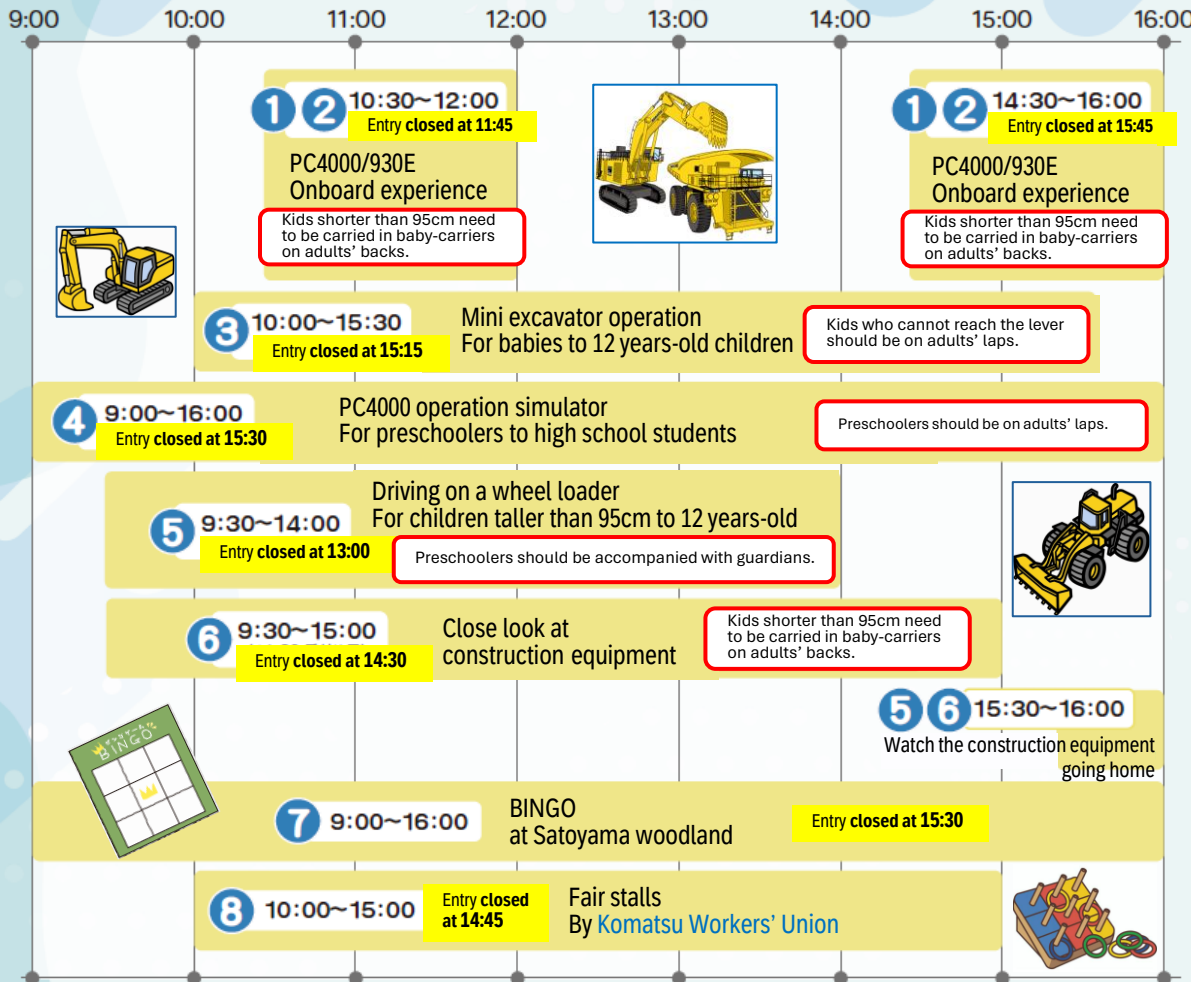 9:00 10:00 11:00 12:00 13:00 14:00 15:00 16:00
1 2 10:30~12:00
Entry closed at 11:45
PC4000/930E
Onboard experience
Kids shorter than 95cm need
to be carried in baby-carriers
on adults' backs.
1 2 14:30~16:00
Entry closed at 15:45
PC4000/930E
Onboard experience
Kids shorter than 95cm need
to be carried in baby-carriers
on adults' backs.
3 10:00~15:30
Entry closed at 15:15
Mini excavator operation
For babies to 12 years-old children
Kids who cannot reach the lever
should be on adults' laps.
4 9:00~16:00
Entry closed at 15:30
PC4000 operation simulator
For preschoolers to high school students
Preschoolers should be on adults' laps.
5 9:30~14:00
Entry closed at 13:00
Driving on a wheel loader
For children taller than 95cm to 12 years-old
Preschoolers should be accompanied with guardians.
6 9:30~15:00
Entry closed at 14:30
Close look at
construction equipment
Kids shorter than 95cm need
to be carried in baby-carriers
on adults' backs.
5 6 15:30~16:00
Watch the construction equipment
going home
BINGO
7 9:00~16:00
BINGO
at Satoyama woodland
Entry closed at 15:30
8 10:00~15:00
Entry closed
at 14:45
Fair stalls
By Komatsu Workers' Union